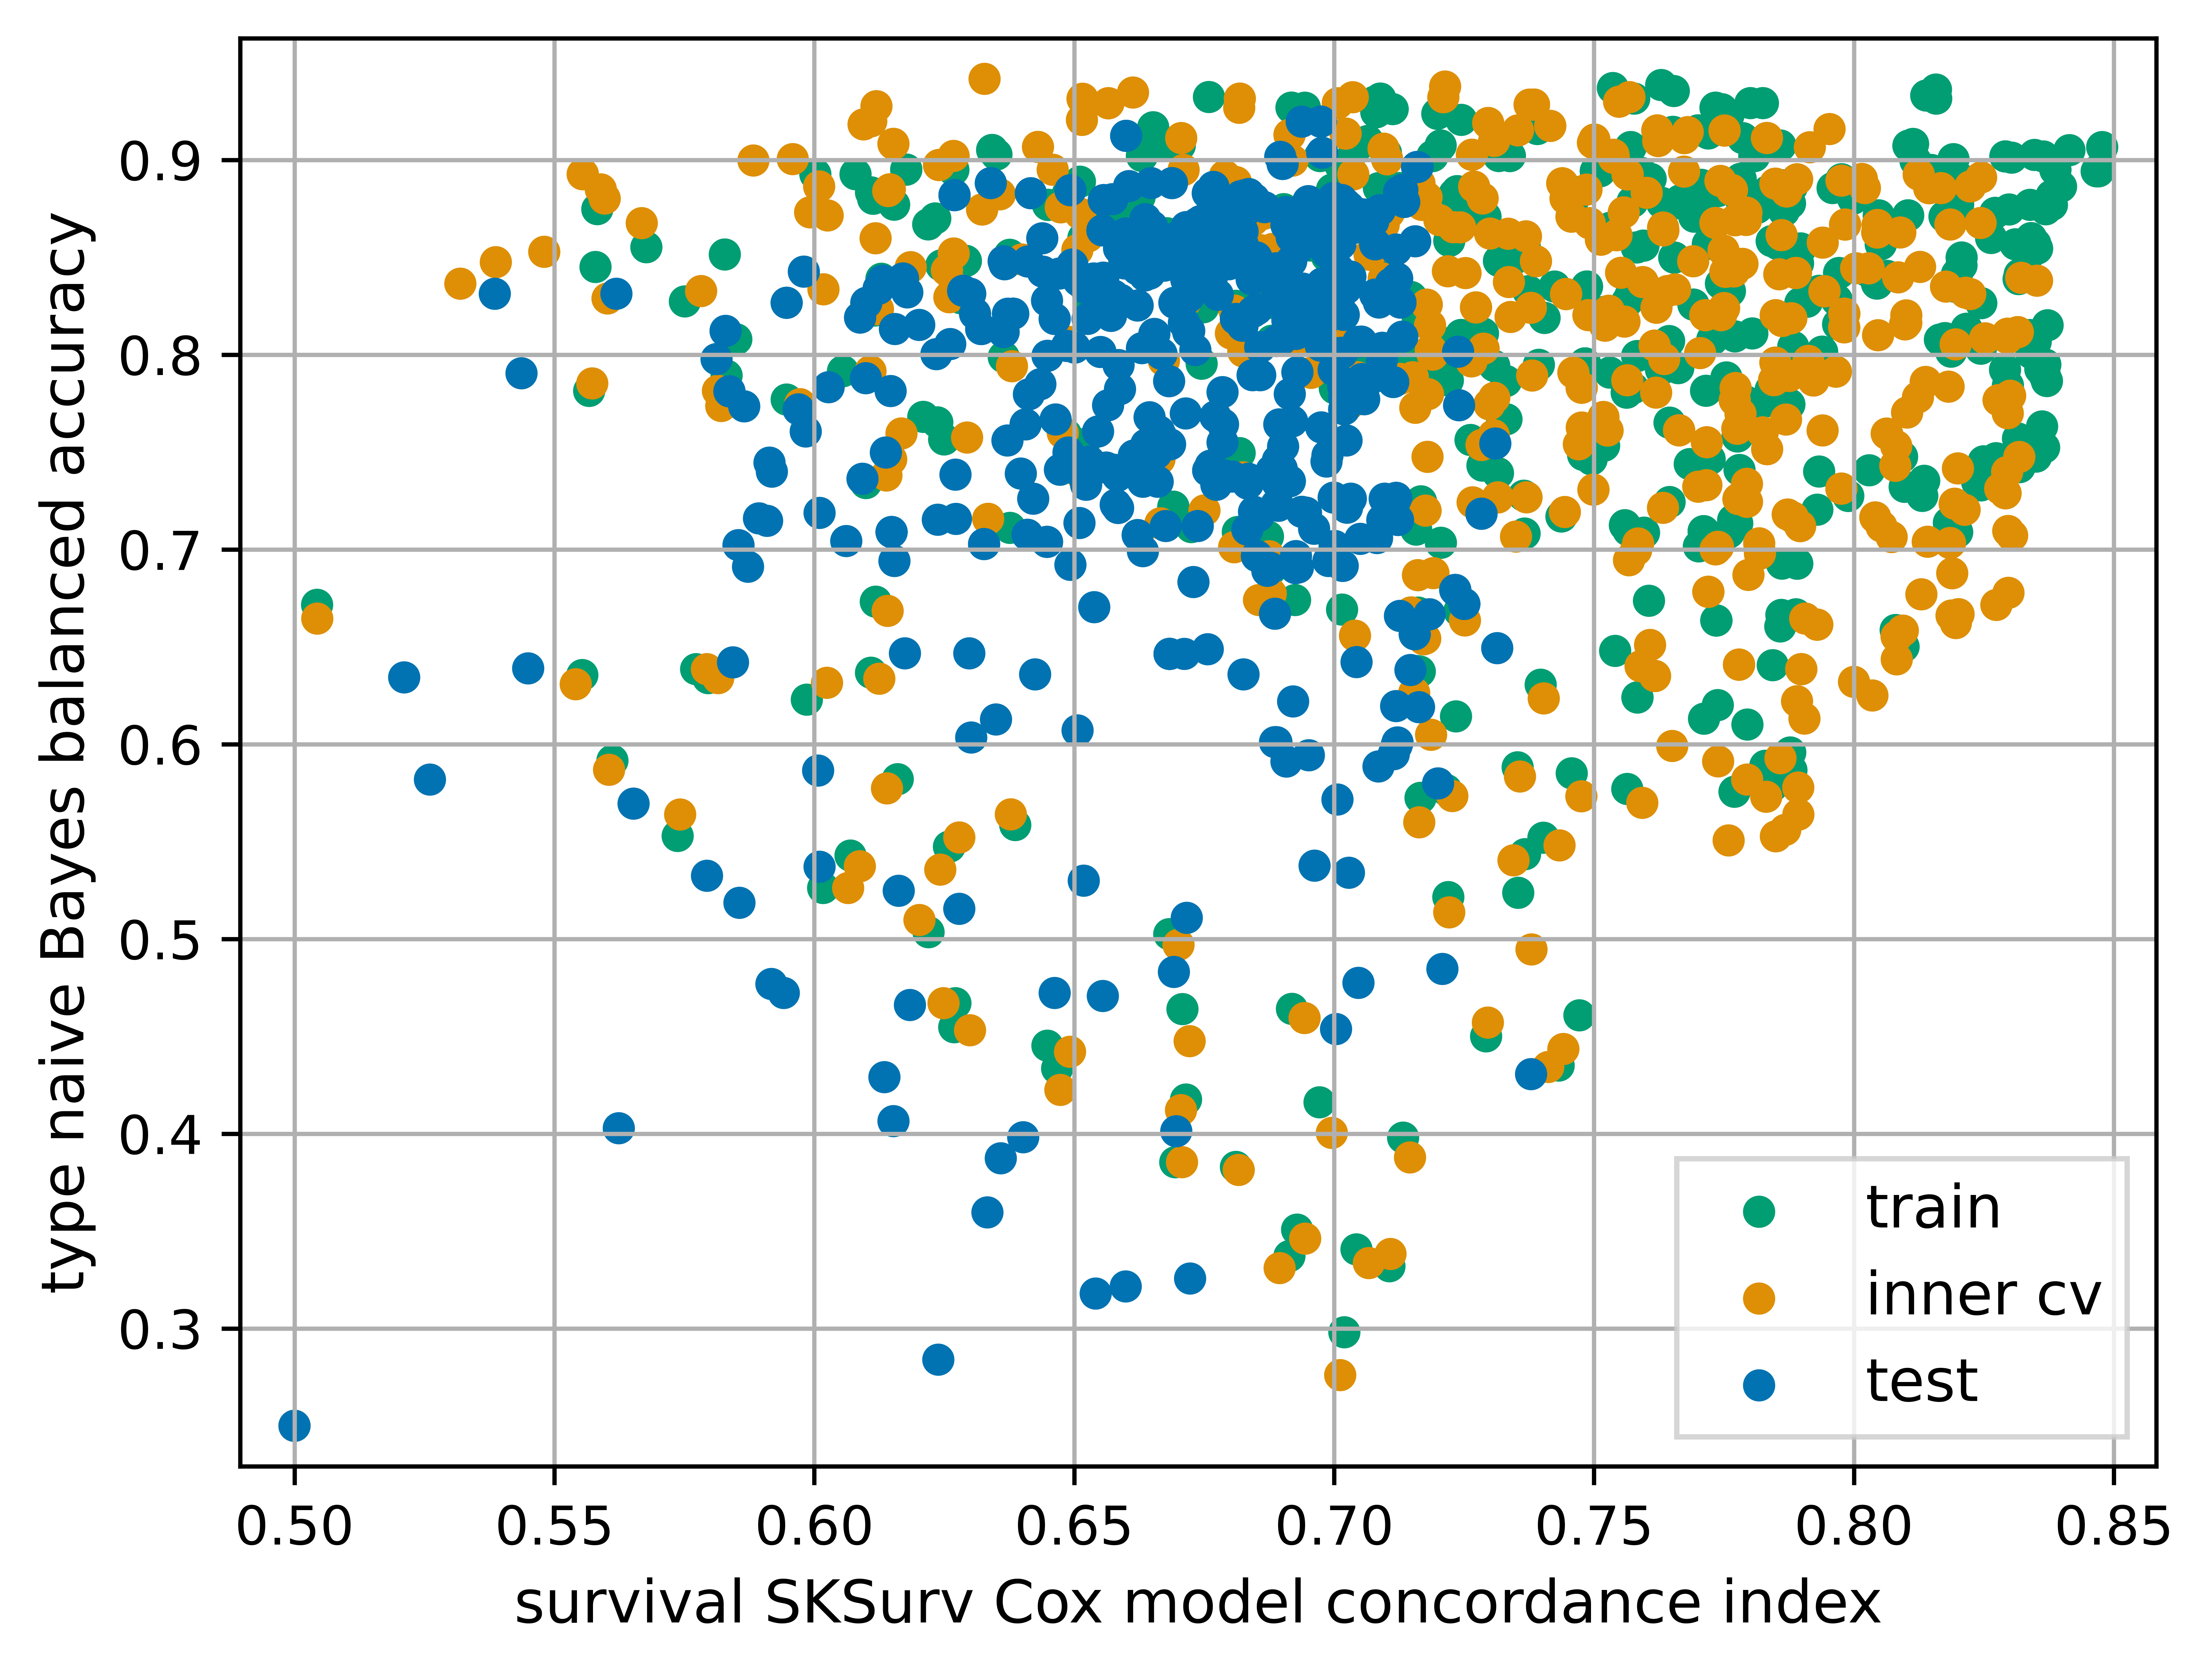 type naive Bayes balanced accuracy
0.9
0.8
0.7
0.6
0.5
0.4
0.3
0.50 0.55 0.60 0.65 0.70 0.75 0.80 0.85
survival SKSurv Cox model concordance index
train
inner cv
test